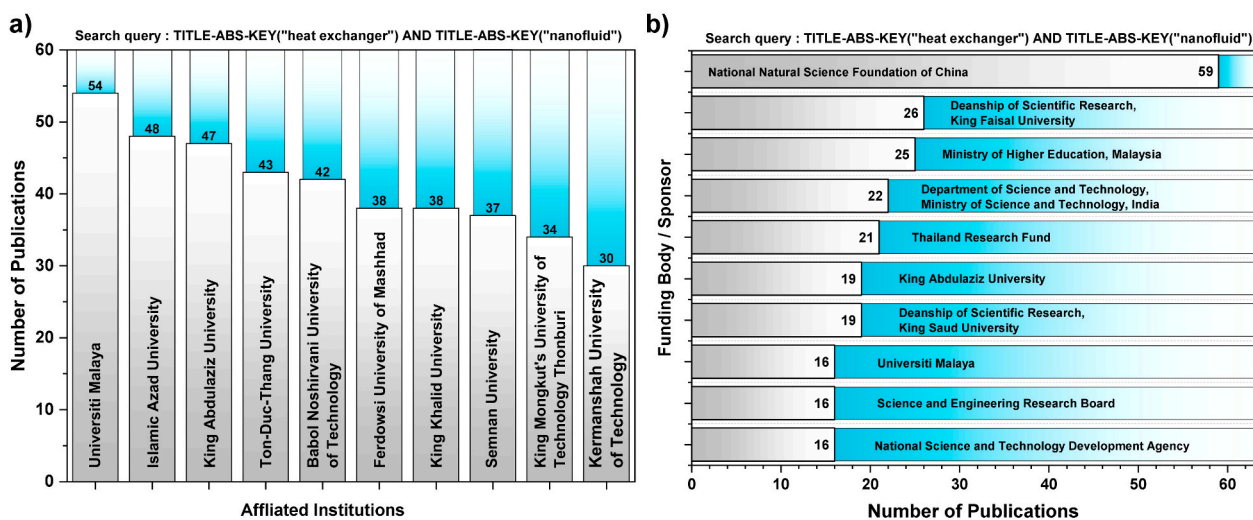 a)
Search query : TITLE-ABS-KEY("heat exchanger") AND TITLE-ABS-KEY("nanofluid")
Number of Publications
60
50
40
30
20
10
0
54
48
47
43
42
38
38
37
34
30
Universiti Malaya
Islamic Azad University
King Abdulaziz University
Ton-Duc-Thang University
Babol Noshirvani University
of Technology
Ferdowsi University of Mashhad
King Khalid University
Semnan University
King Mongkut's University of
Technology Thonburi
Kermanshah University
of Technology
Affliated Institutions
b)
Search query : TITLE-ABS-KEY("heat exchanger") AND TITLE-ABS-KEY("nanofluid")
Funding Body / Sponsor
National Natural Science Foundation of China
59
26
Deanship of Scientific Research,
King Faisal University
25
Ministry of Higher Education, Malaysia
22
Department of Science and Technology,
Ministry of Science and Technology, India
21
Thailand Research Fund
19
King Abdulaziz University
19
Deanship of Scientific Research,
King Saud University
16
Universiti Malaya
16
Science and Engineering Research Board
16
National Science and Technology Development Agency
0 10 20 30 40 50 60
Number of Publications